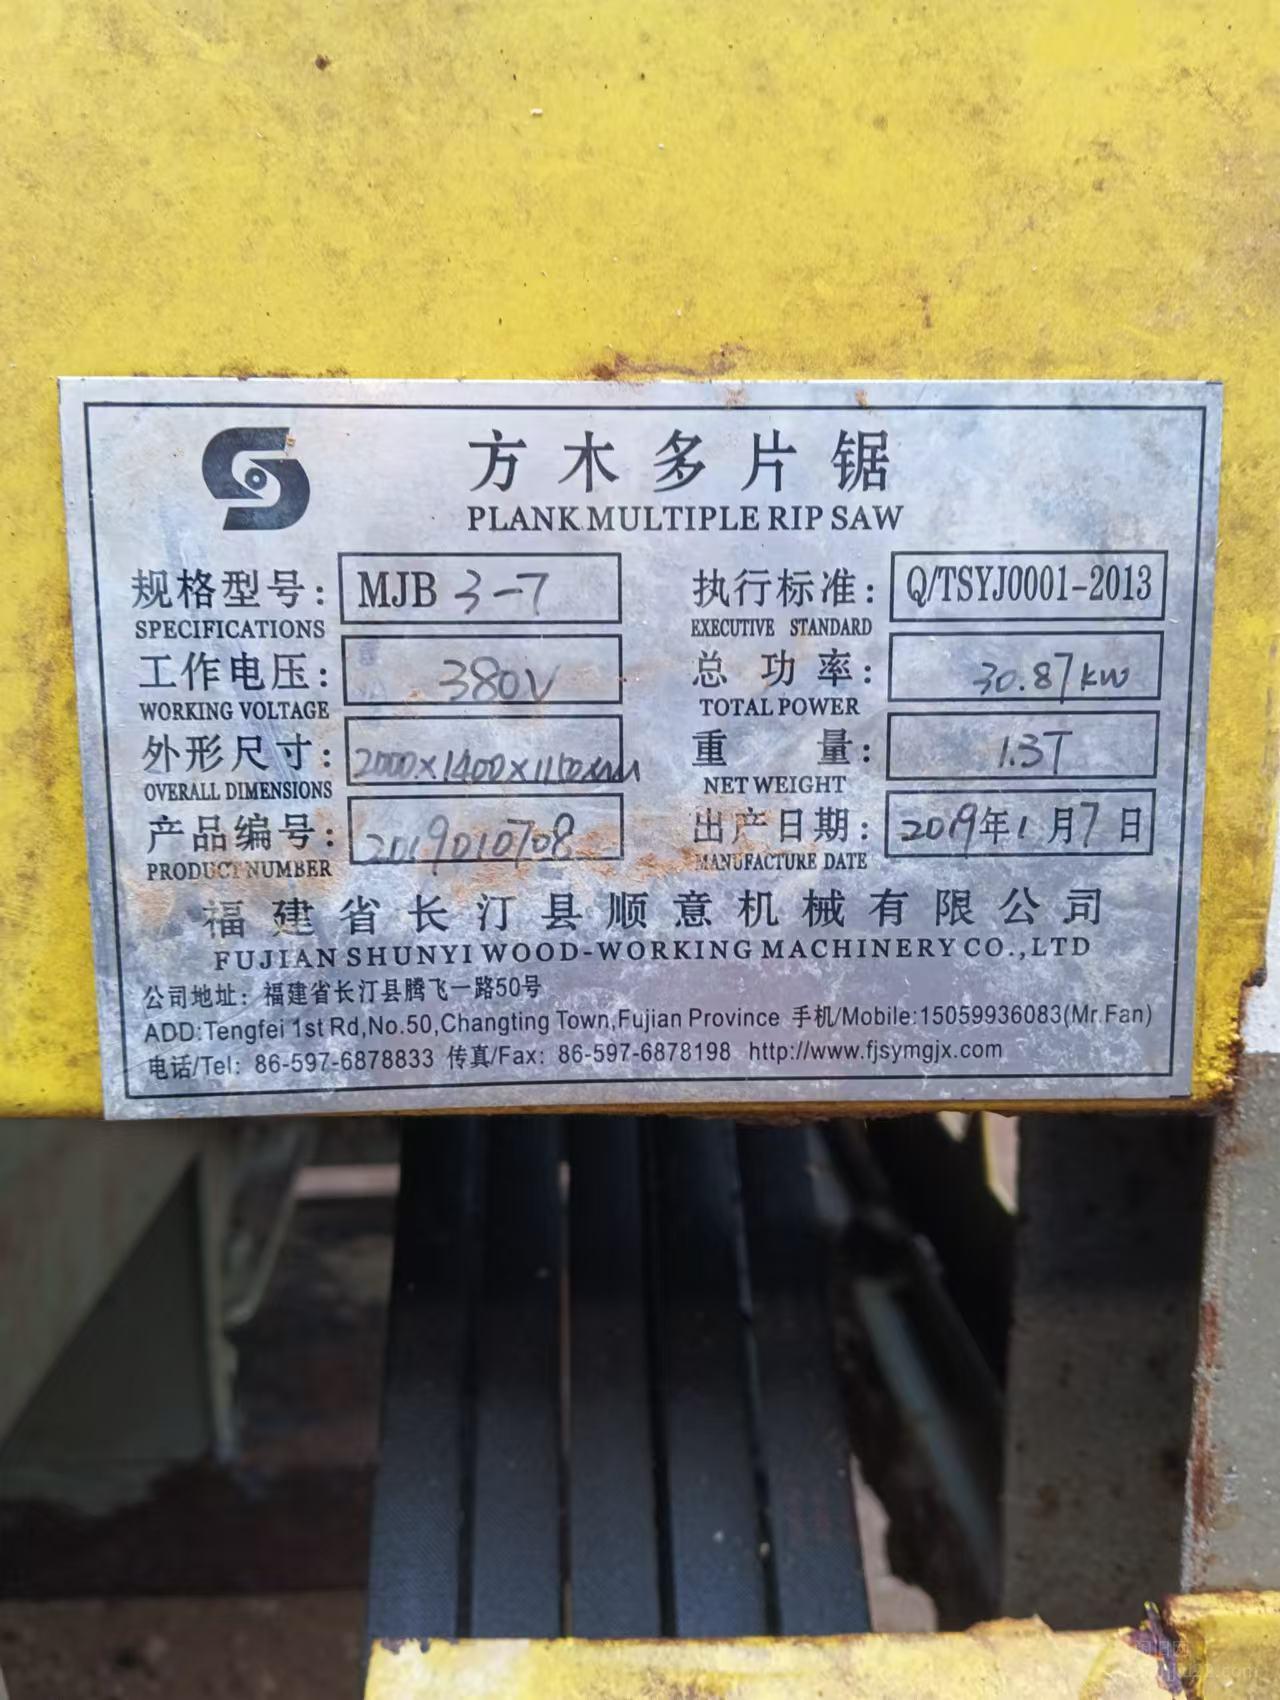 方木多片锯
PLANK MULTIPLE RIP SAW
规格型号: MJB 3-7
SPECIFICATIONS
执行标准: Q/TSYJ0001-2013
EXECUTIVE STANDARD
工作电压: 380V
WORKING VOLTAGE
总功率: 30.87kw
TOTAL POWER
外形尺寸: 2000×1400×1150mm
OVERALL DIMENSIONS
重量: 1.3T
NET WEIGHT
产品编号: 2019010708
PRODUCT NUMBER
出产日期: 2019年1月7日
MANUFACTURE DATE
福建省长汀县顺意机械有限公司
FUJIAN SHUNYI WOOD-WORKING MACHINERY CO.,LTD
公司地址: 福建省长汀县腾飞一路50号
ADD:Tengfei 1st Rd,No.50,Changting Town,Fujian Province 手机/Mobile:15059936083(Mr.Fan)
电话/Tel: 86-597-6878833 传真/Fax: 86-597-6878198 http://www.fjsymgjx.com